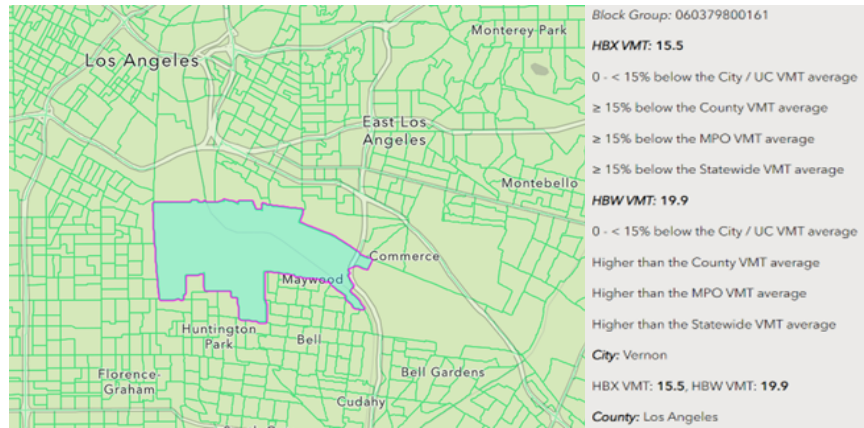 Monterey Park
Los Angeles
East Los
Angeles
Montebello
Commerce
Maywood
Huntington
Park
Bell
Florence-
Graham
Bell Gardens
Cudahy
Block Group: 060379800161
HBX VMT: 15.5
0 - < 15% below the City / UC VMT average
≥ 15% below the County VMT average
≥ 15% below the MPO VMT average
≥ 15% below the Statewide VMT average
HBW VMT: 19.9
0 - < 15% below the City / UC VMT average
Higher than the County VMT average
Higher than the MPO VMT average
Higher than the Statewide VMT average
City: Vernon
HBX VMT: 15.5, HBW VMT: 19.9
County: Los Angeles